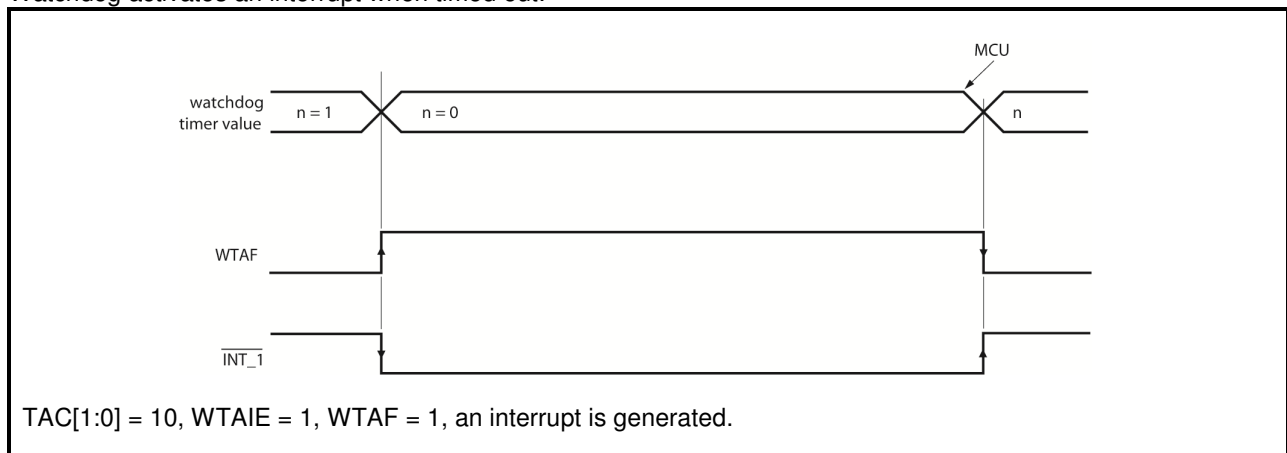 Watchdog activates an interrupt when timed out.
MCU
watchdog
timer value
n = 1
n = 0
n
WTAF
INT_1
TAC[1:0] = 10, WTAIE = 1, WTAF = 1, an interrupt is generated.